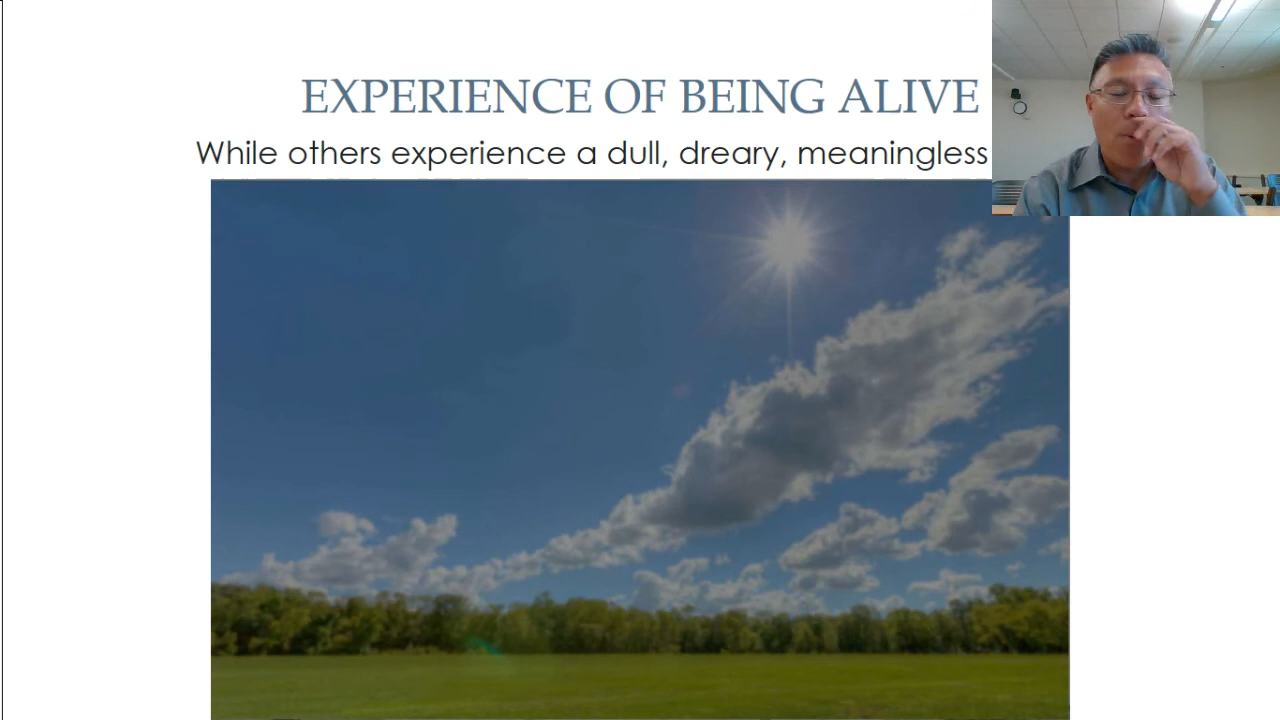 EXPERIENCE OF BEING ALIVE
While others experience a dull, dreary, meaningless